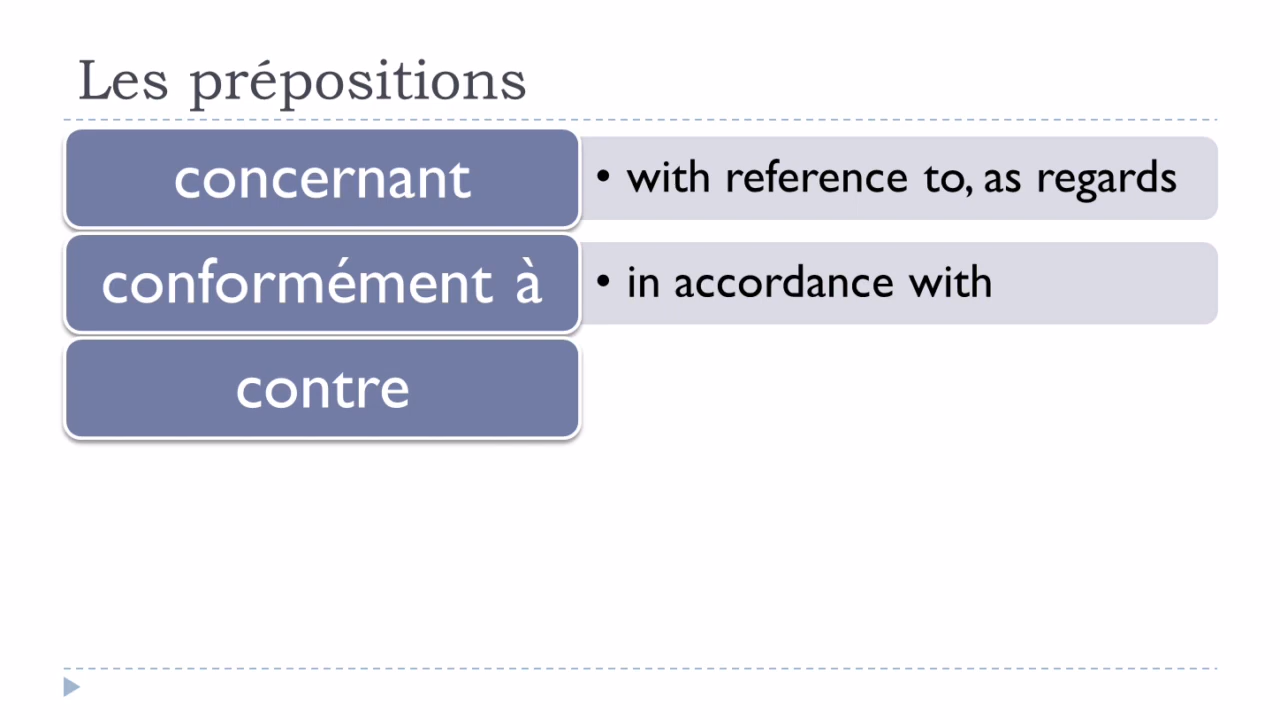 Les prépositions
concernant
• with reference to, as regards
conformément à
• in accordance with
contre